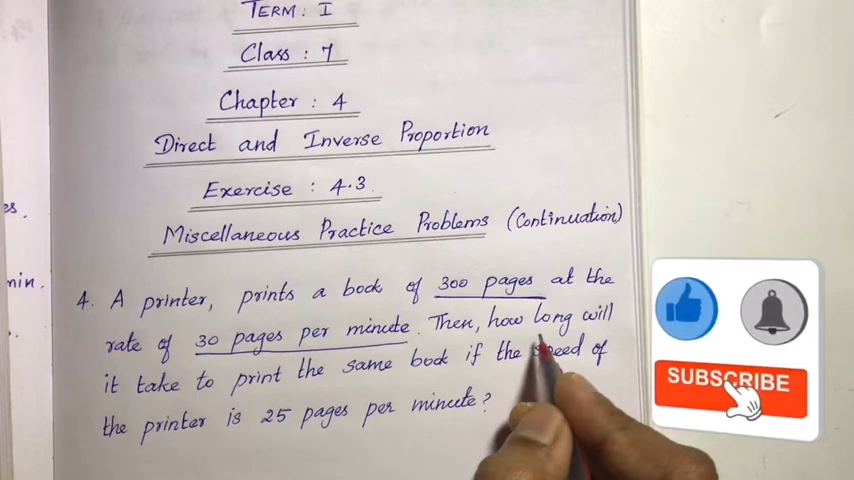 TERM : I
Class : 7
Chapter : 4
Direct and Inverse Proportion
Exercise : 4.3
Miscellaneous Practice Problems (Continuation)
es.
min.
4. A printer, prints a book of 300 pages at the
rate of 30 pages per minute. Then, how long will
it take to print the same book if the speed of
the printer is 25 pages per minute?
SUBSCRIBE